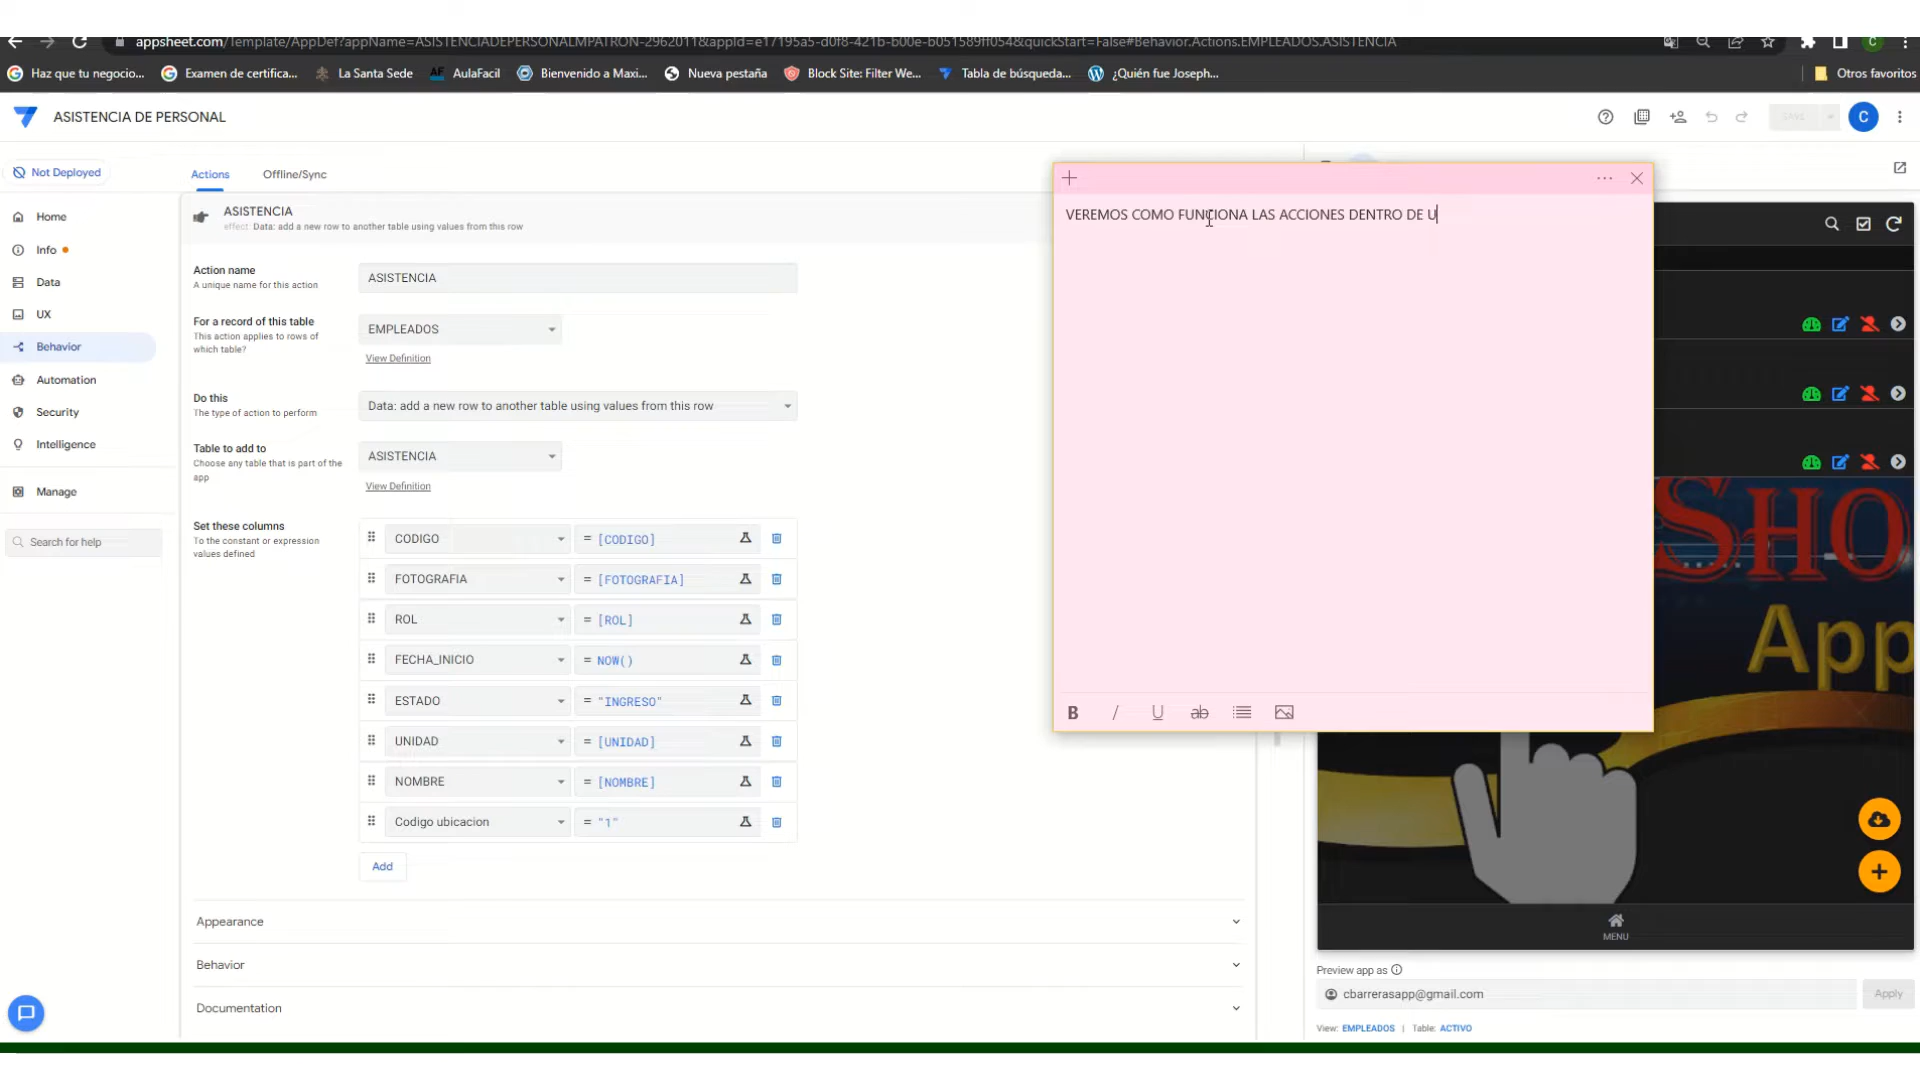 appsheet.com/Template/AppDef?appName=ASISTENCIADEPERSONALMPATRON-2962011&appId=e17195a5-d0f8-421b-b00e-b051589ff054&quickStart=False#Behavior.Actions.EMPLEADOS.ASISTENCIA
Haz que tu negocio... Examen de certifica... La Santa Sede AulaFacil Bienvenido a Maxi... Nueva pestaña Block Site: Filter We... Tabla de búsqueda... ¿Quién fue Joseph... Otros favoritos
ASISTENCIA DE PERSONAL
SAVE
C
Not Deployed
Actions Offline/Sync
Home
Info
Data
UX
Behavior
Automation
Security
Intelligence
Manage
Search for help
ASISTENCIA
effect: Data: add a new row to another table using values from this row
Action name
A unique name for this action
ASISTENCIA
For a record of this table
This action applies to rows of
which table?
EMPLEADOS
View Definition
Do this
The type of action to perform
Data: add a new row to another table using values from this row
Table to add to
Choose any table that is part of the
app
ASISTENCIA
View Definition
Set these columns
To the constant or expression
values defined
CODIGO = [CODIGO]
FOTOGRAFIA = [FOTOGRAFIA]
ROL = [ROL]
FECHA_INICIO = NOW()
ESTADO = "INGRESO"
UNIDAD = [UNIDAD]
NOMBRE = [NOMBRE]
Codigo ubicacion = "1"
Add
Appearance
Behavior
Documentation
VEREMOS COMO FUNCIONA LAS ACCIONES DENTRO DE U
B / U ab
SHO
App
MENU
Preview app as
cbarrerasapp@gmail.com
Apply
View: EMPLEADOS | Table: ACTIVO